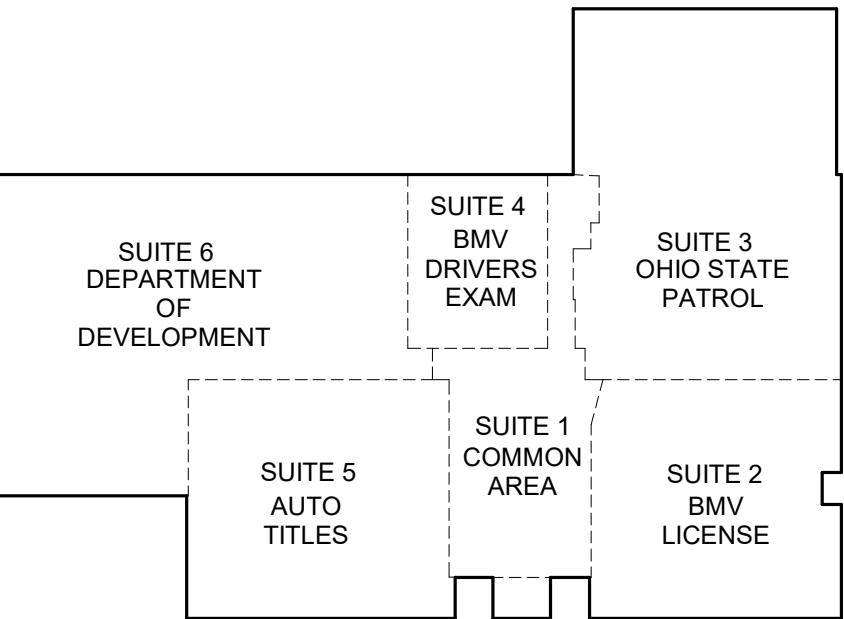 SUITE 4
BMV
DRIVERS
EXAM
SUITE 6
DEPARTMENT
OF
DEVELOPMENT
SUITE 3
OHIO STATE
PATROL
SUITE 1
COMMON
AREA
SUITE 5
AUTO
TITLES
SUITE 2
BMV
LICENSE